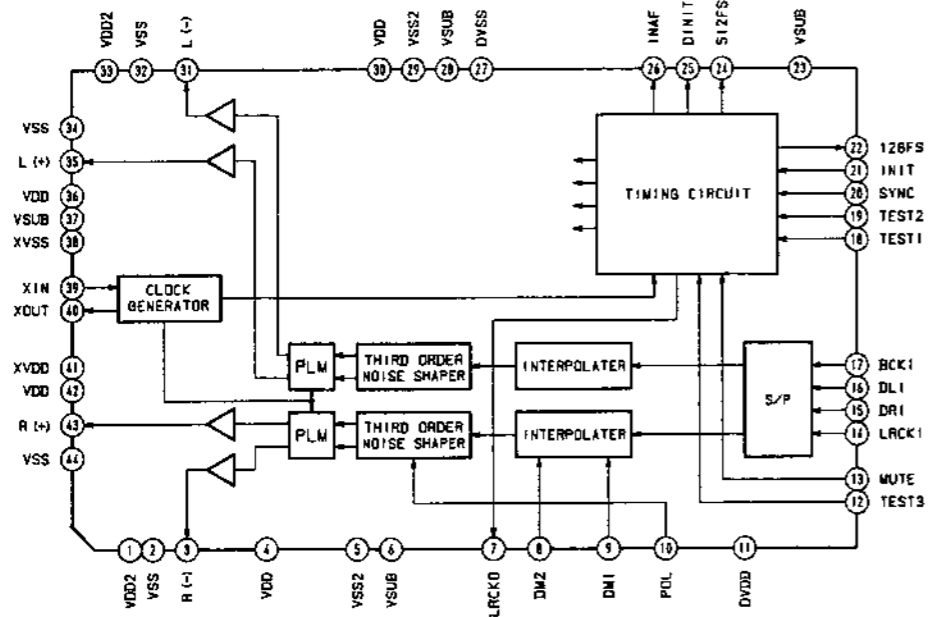 VDD2
VSS
L (-)
VDD
VSS2
VSUB
DVSS
INAF
DINIT
512FS
VSUB
33
32
31
30
29
28
27
26
25
24
23
VSS 34
L (+) 35
VDD 36
VSUB 37
XVSS 38
XIN 39
XOUT 40
XVDD 41
VDD 42
R (+) 43
VSS 44
TIMING CIRCUIT
22 128FS
21 INIT
20 SYNC
19 TEST2
18 TEST1
CLOCK
GENERATOR
PLM
THIRD ORDER
NOISE SHAPER
INTERPOLATER
S/P
PLM
THIRD ORDER
NOISE SHAPER
INTERPOLATER
17 BCKI
16 DLI
15 DRI
14 LRCKI
13 MUTE
12 TEST3
1
2
3
4
5
6
7
8
9
10
11
VDD2
VSS
R (-)
VDD
VSS2
VSUB
LRCKO
DM2
DM1
POL
DVDD